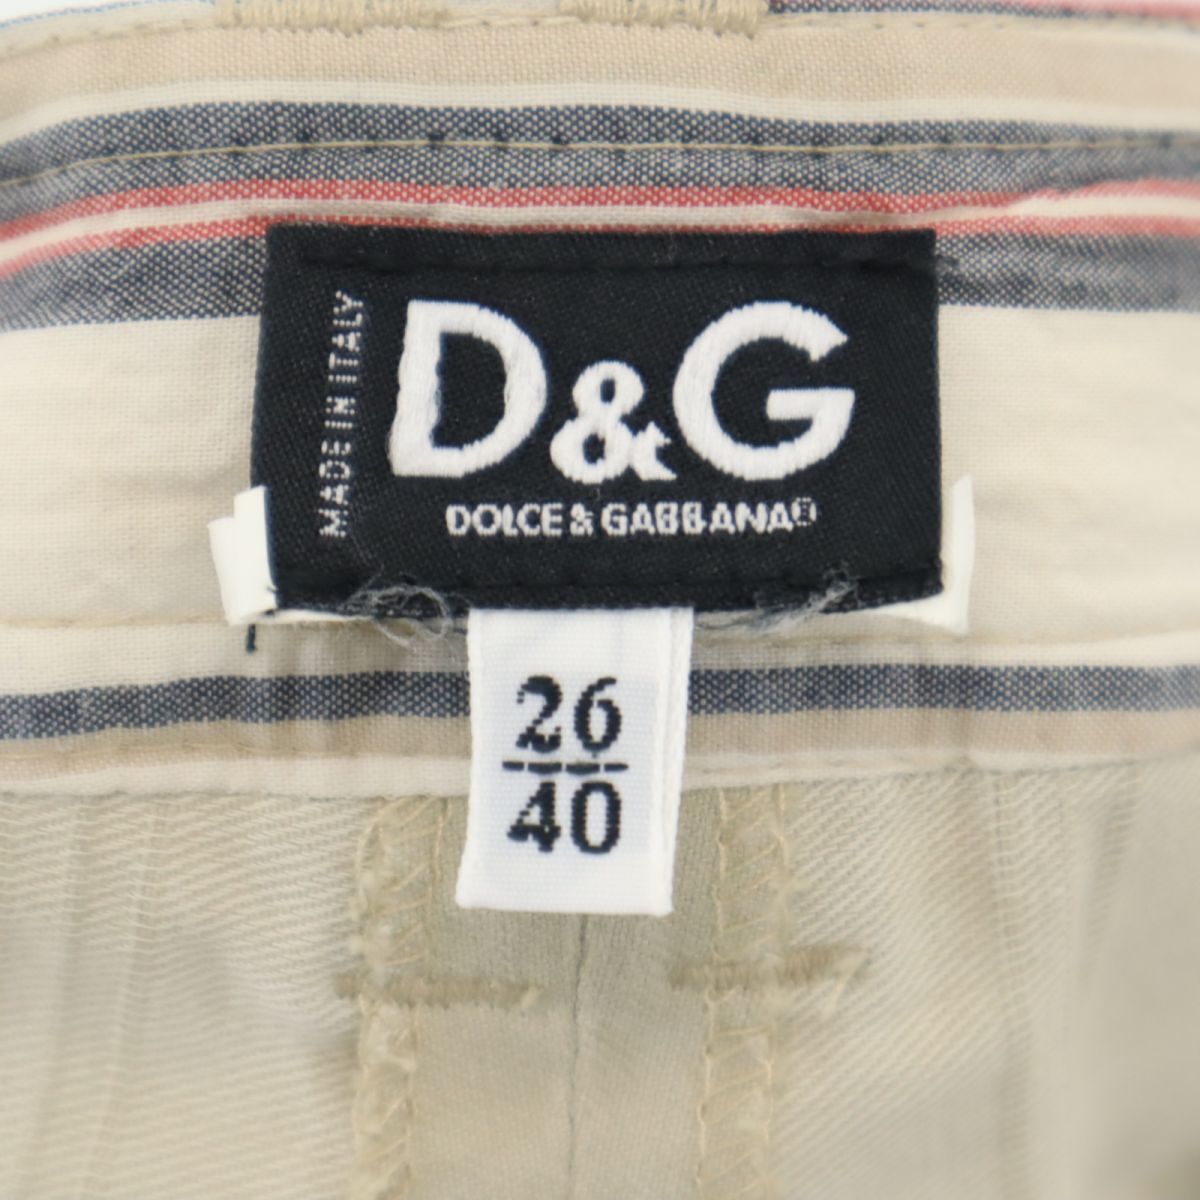 MADE IN ITALY
D&G
DOLCE & GABBANA®
26
40